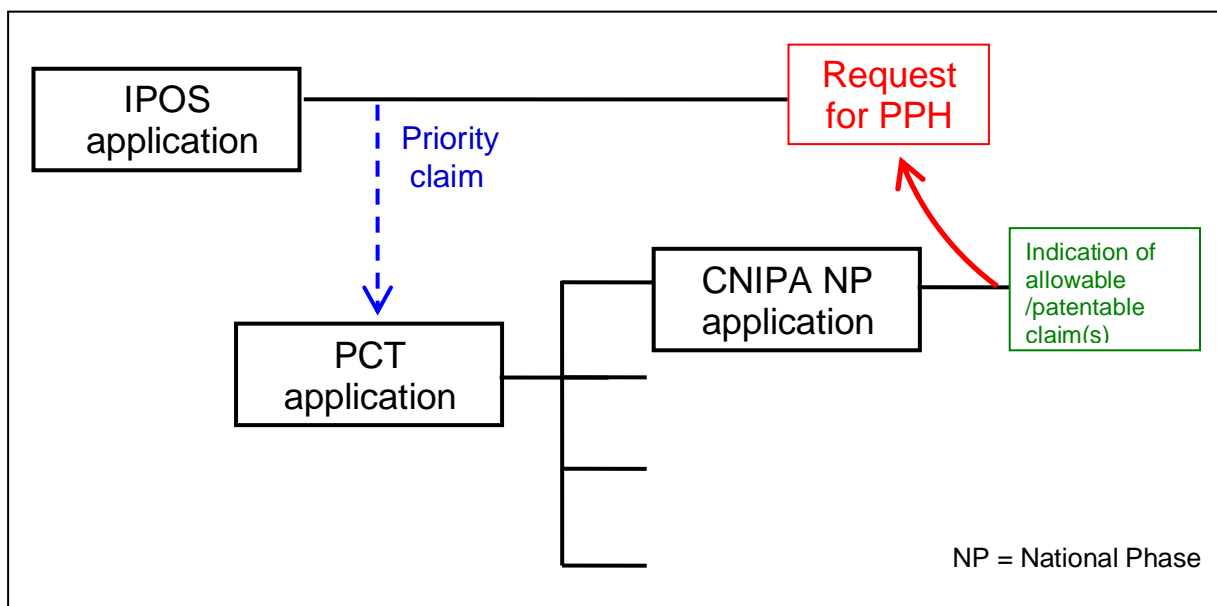 IPOS
application
Request
for PPH
Priority
claim
CNIPA NP
application
Indication of
allowable
/patentable
claim(s)
PCT
application
NP = National Phase